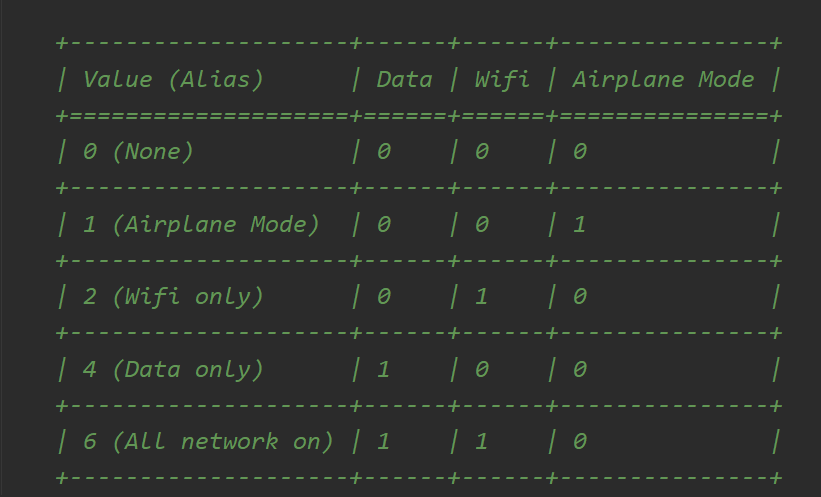 +--------------------+------+------+---------------+
| Value (Alias)      | Data | Wifi | Airplane Mode |
+====================+======+======+===============+
| 0 (None)           | 0    | 0    | 0             |
+--------------------+------+------+---------------+
| 1 (Airplane Mode)  | 0    | 0    | 1             |
+--------------------+------+------+---------------+
| 2 (Wifi only)      | 0    | 1    | 0             |
+--------------------+------+------+---------------+
| 4 (Data only)      | 1    | 0    | 0             |
+--------------------+------+------+---------------+
| 6 (All network on) | 1    | 1    | 0             |
+--------------------+------+------+---------------+